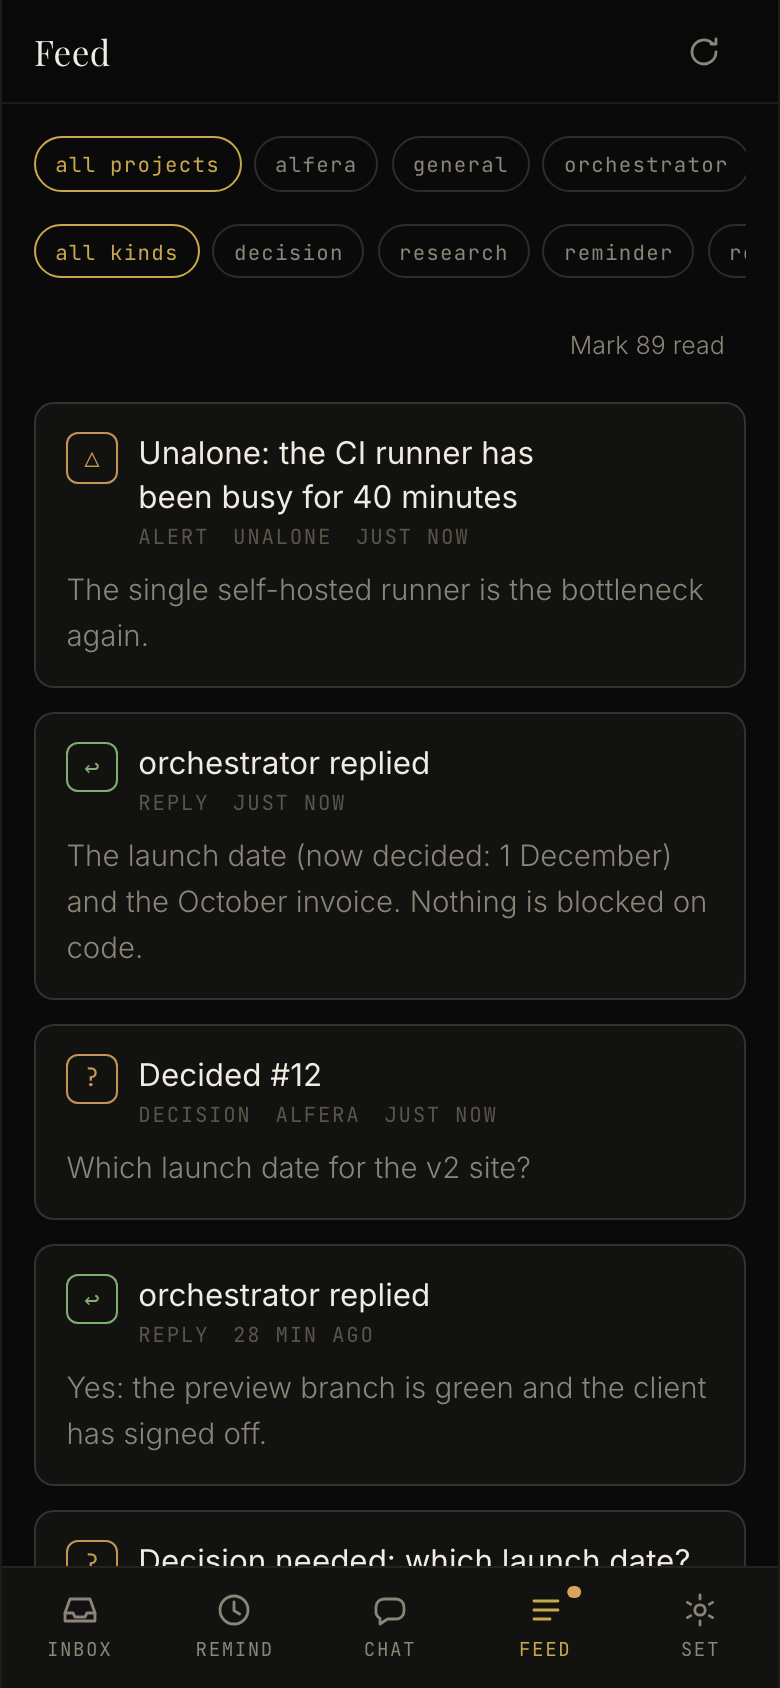 Feed
all projects alfera general orchestrator
all kinds decision research reminder
Mark 89 read
Unalone: the CI runner has
been busy for 40 minutes
ALERT UNALONE JUST NOW
The single self-hosted runner is the bottleneck
again.
orchestrator replied
REPLY JUST NOW
The launch date (now decided: 1 December)
and the October invoice. Nothing is blocked on
code.
?
Decided #12
DECISION ALFERA JUST NOW
Which launch date for the v2 site?
orchestrator replied
REPLY 28 MIN AGO
Yes: the preview branch is green and the client
has signed off.
? Decision needed: which launch date?
INBOX REMIND CHAT FEED SET